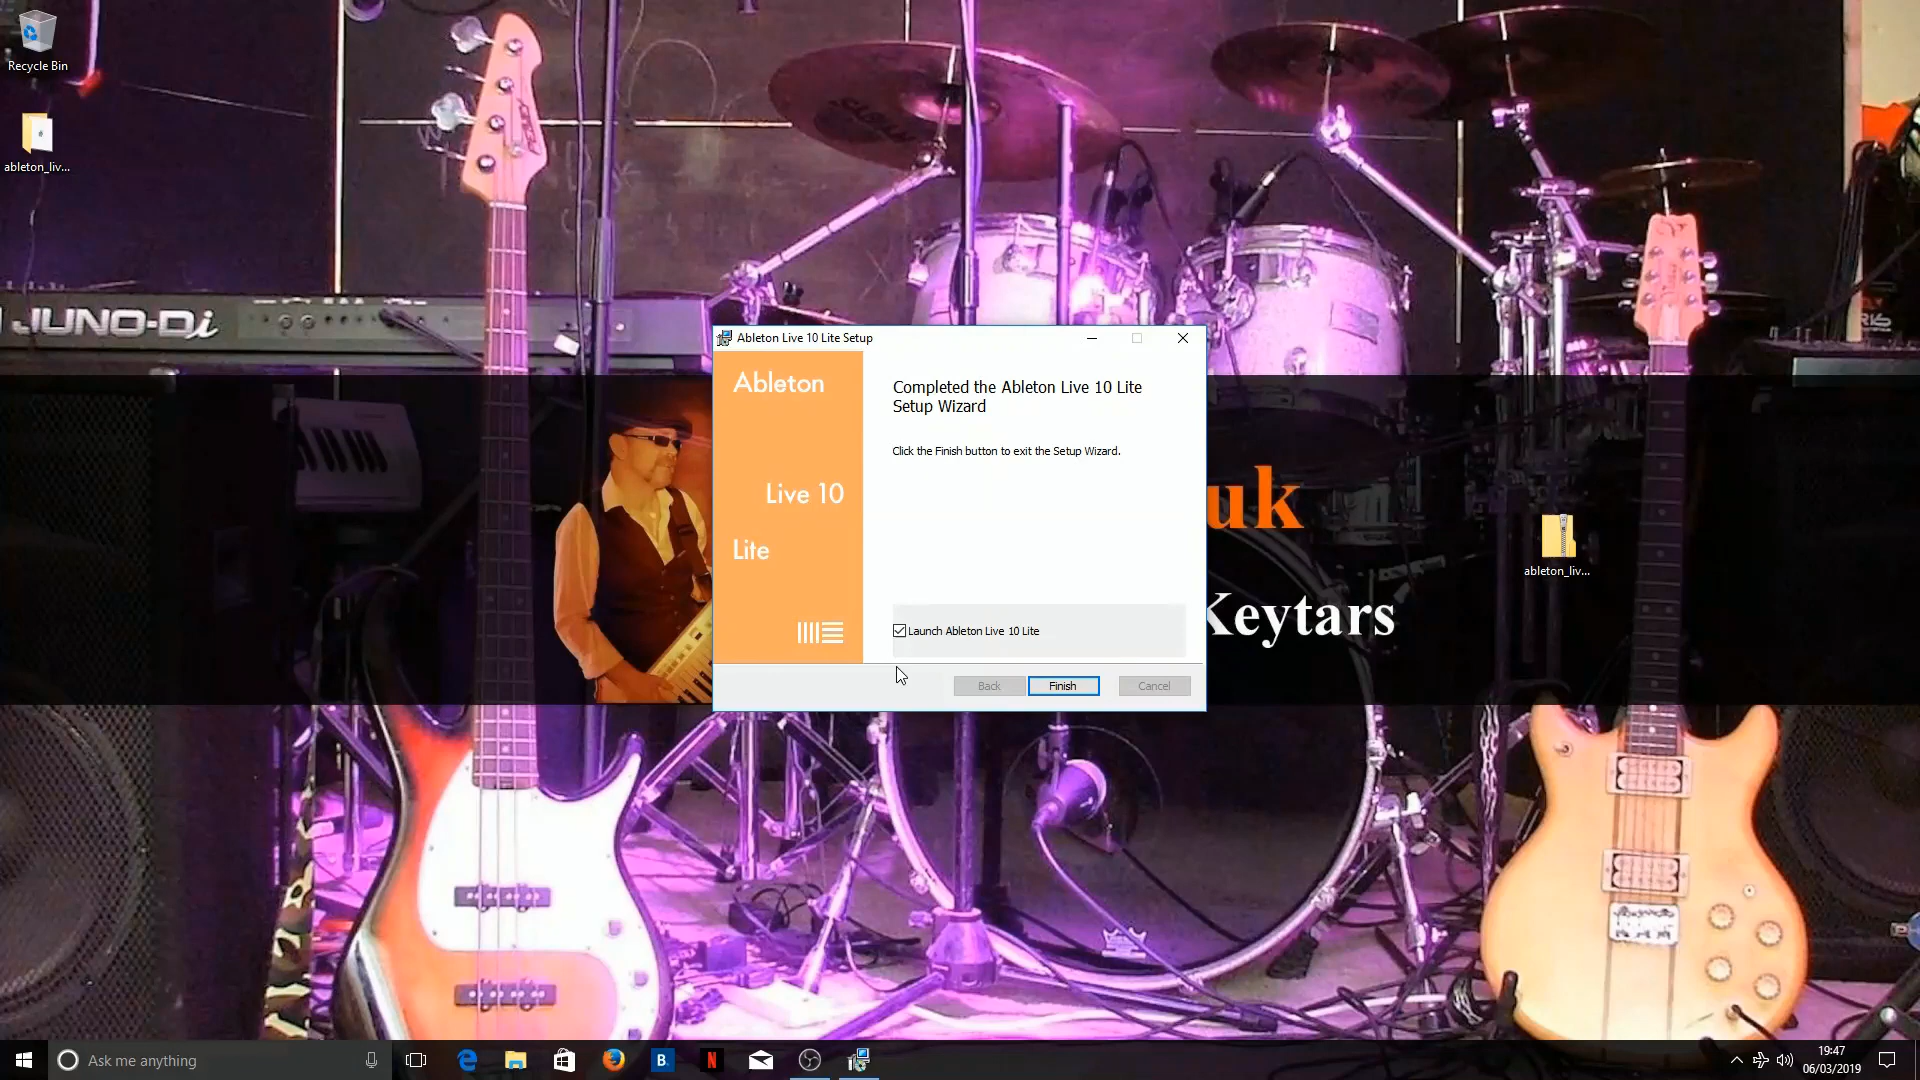 Recycle Bin
ableton_liv...
JUNO-Di
Ableton Live 10 Lite Setup
Ableton
Live 10
Lite
Completed the Ableton Live 10 Lite
Setup Wizard
Click the Finish button to exit the Setup Wizard.
Launch Ableton Live 10 Lite
Back
Finish
Cancel
uk
Keytars
ableton_liv...
Ask me anything
B.
N
19:47
06/03/2019